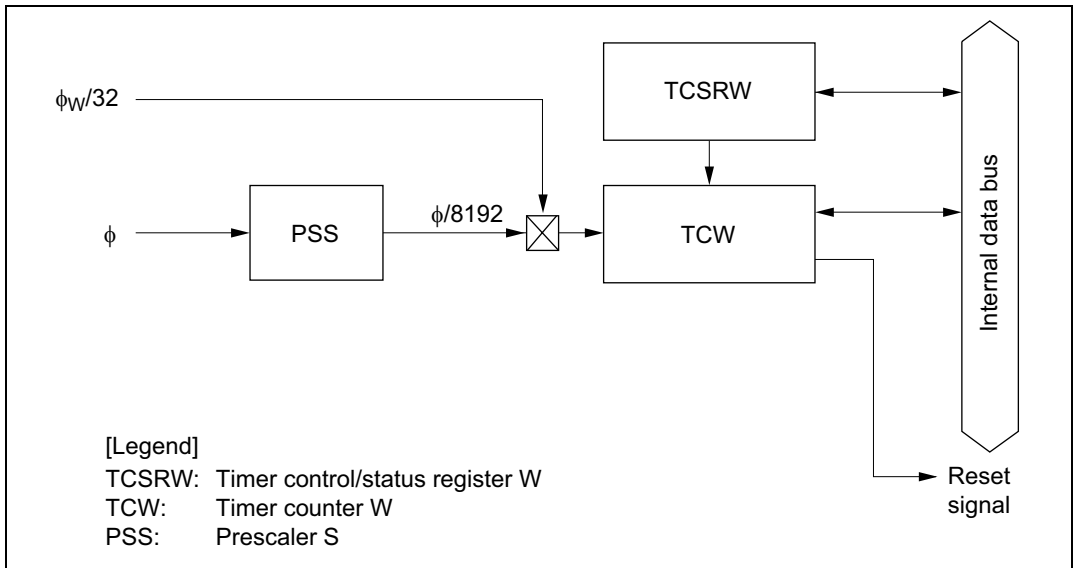 ϕW/32
ϕ
PSS
ϕ/8192
TCSRW
TCW
Internal data bus
Reset
signal
[Legend]
TCSRW: Timer control/status register W
TCW: Timer counter W
PSS: Prescaler S